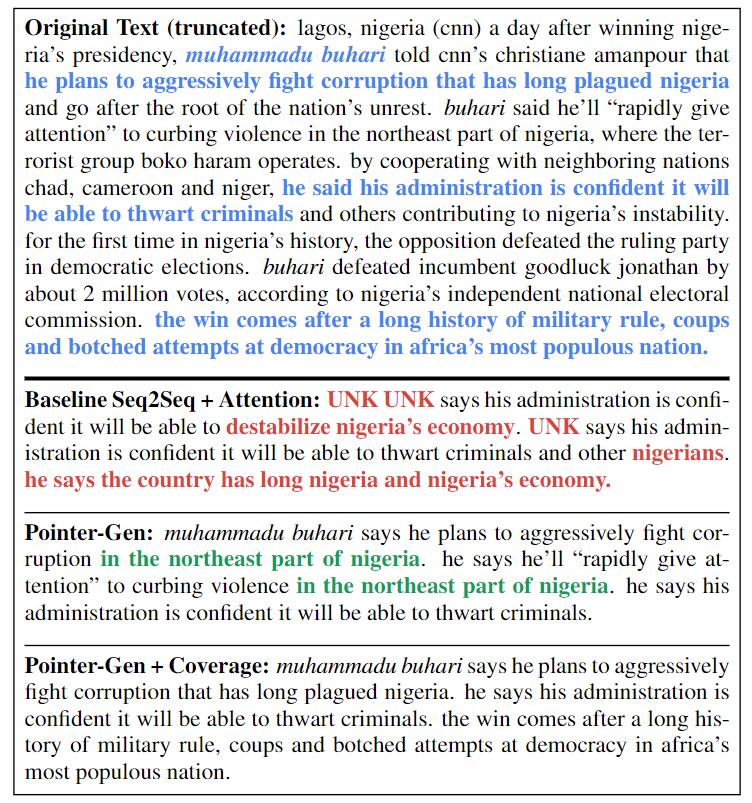 Original Text (truncated): lagos, nigeria (cnn) a day after winning nige-
ria’s presidency, muhammadu buhari told cnn’s christiane amanpour that
he plans to aggressively fight corruption that has long plagued nigeria
and go after the root of the nation’s unrest. buhari said he’ll “rapidly give
attention” to curbing violence in the northeast part of nigeria, where the ter-
rorist group boko haram operates. by cooperating with neighboring nations
chad, cameroon and niger, he said his administration is confident it will
be able to thwart criminals and others contributing to nigeria’s instability.
for the first time in nigeria’s history, the opposition defeated the ruling party
in democratic elections. buhari defeated incumbent goodluck jonathan by
about 2 million votes, according to nigeria’s independent national electoral
commission. the win comes after a long history of military rule, coups
and botched attempts at democracy in africa’s most populous nation.
Baseline Seq2Seq + Attention: UNK UNK says his administration is confi-
dent it will be able to destabilize nigeria’s economy. UNK says his admin-
istration is confident it will be able to thwart criminals and other nigerians.
he says the country has long nigeria and nigeria’s economy.
Pointer-Gen: muhammadu buhari says he plans to aggressively fight cor-
ruption in the northeast part of nigeria. he says he’ll “rapidly give at-
tention” to curbing violence in the northeast part of nigeria. he says his
administration is confident it will be able to thwart criminals.
Pointer-Gen + Coverage: muhammadu buhari says he plans to aggressively
fight corruption that has long plagued nigeria. he says his administration is
confident it will be able to thwart criminals. the win comes after a long his-
tory of military rule, coups and botched attempts at democracy in africa’s
most populous nation.